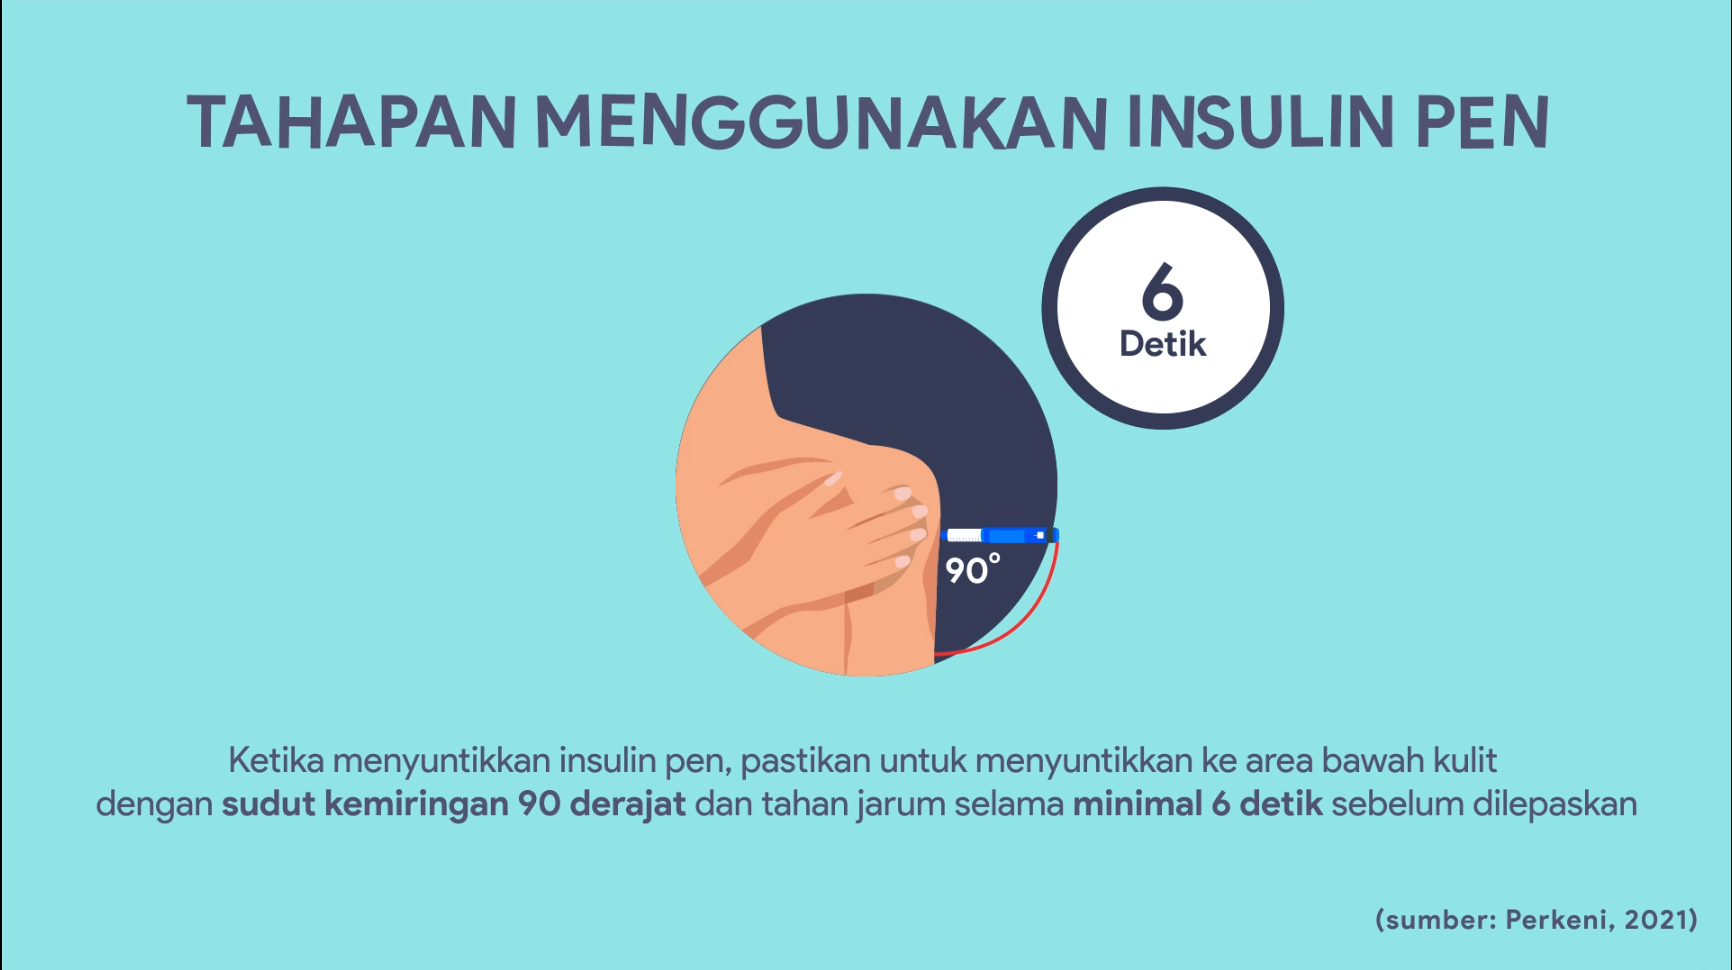 TAHAPAN MENGGUNAKAN INSULIN PEN
6
Detik
90°
Ketika menyuntikkan insulin pen, pastikan untuk menyuntikkan ke area bawah kulit
dengan sudut kemiringan 90 derajat dan tahan jarum selama minimal 6 detik sebelum dilepaskan
(sumber: Perkeni, 2021)